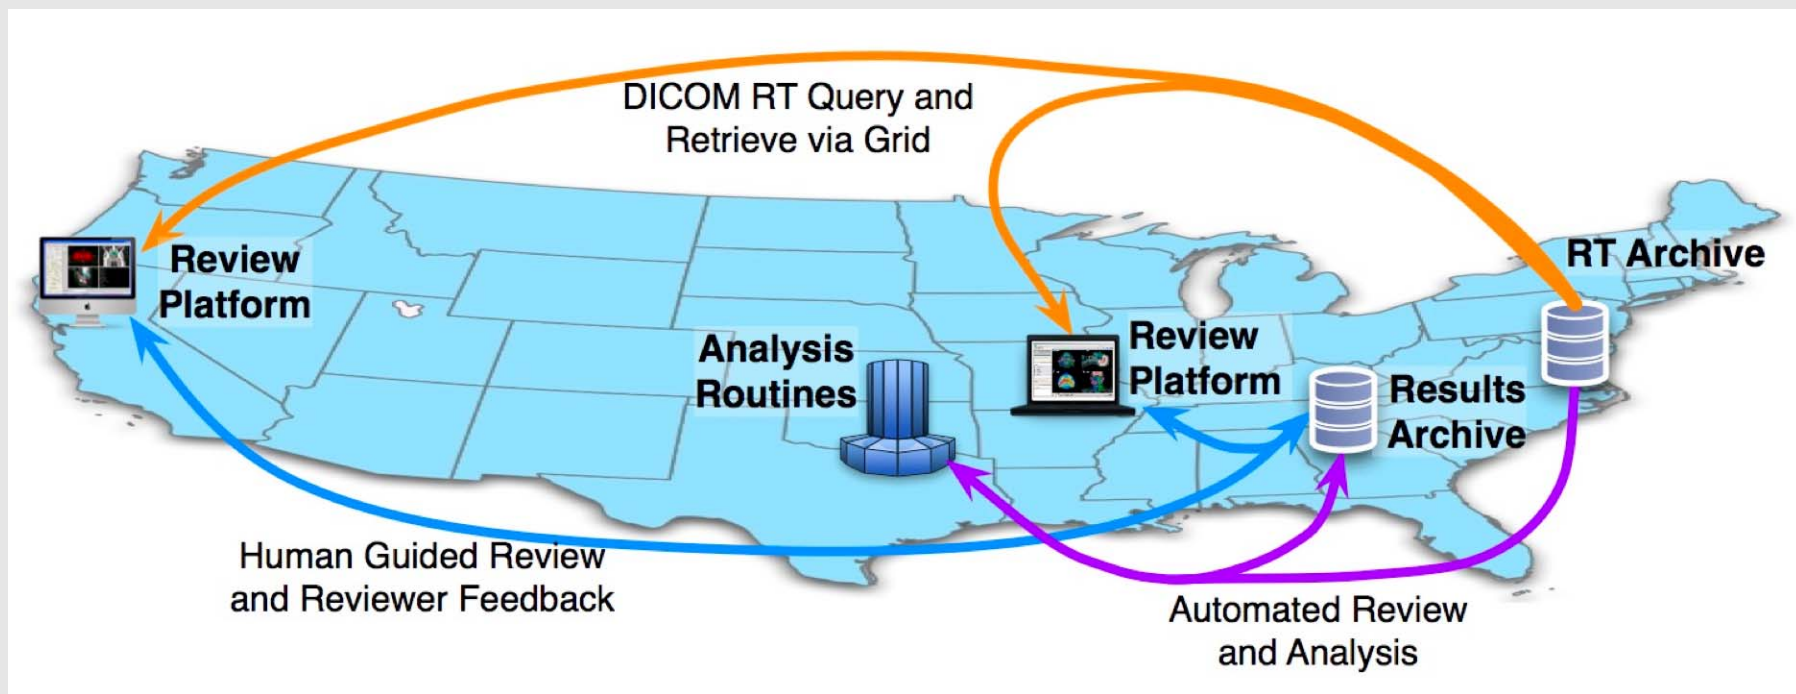 DICOM RT Query and
Retrieve via Grid
Review
Platform
RT Archive
Analysis
Routines
Review
Platform
Results
Archive
Human Guided Review
and Reviewer Feedback
Automated Review
and Analysis